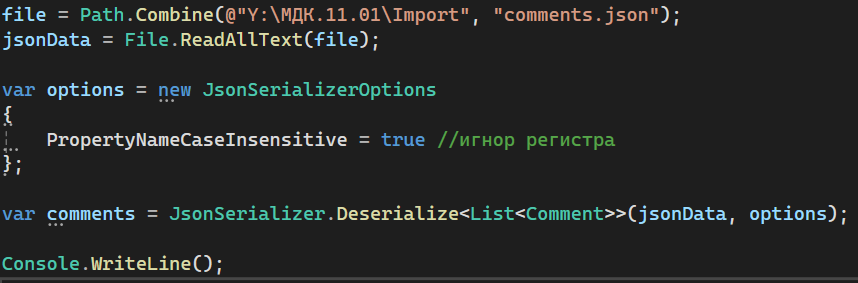 file = Path.Combine(@"Y:\МДК.11.01\Import", "comments.json");
jsonData = File.ReadAllText(file);
var options = new JsonSerializerOptions
{
PropertyNameCaseInsensitive = true //игнор регистра
};
var comments = JsonSerializer.Deserialize<List<Comment>>(jsonData, options);
Console.WriteLine();